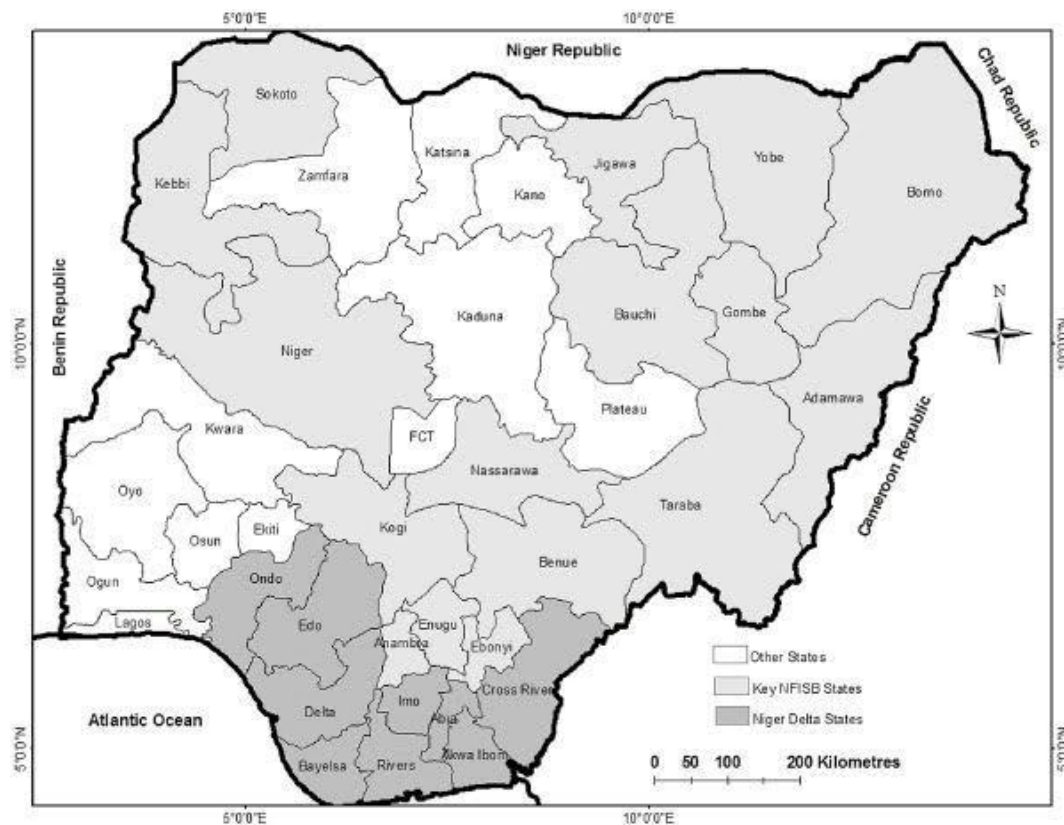 5°0'0"E
10°0'0"E
Niger Republic
Chad Republic
Sokoto
Katsina
Yobe
Jigawa
Zamfara
Kebbi
Kano
Borno
Benin Republic
N
Kaduna
Bauchi
Gombe
Niger
10°0'0"N
Adamawa
Plateau
Kwara
FCT
Nassarawa
Cameroon Republic
Oyo
Taraba
Kogi
Ekiti
Osun
Benue
Ondo
Ogun
Lagos
Edo
Enugu
Anambra
Ebonyi
Other States
Cross River
Key NFISB States
Imo
Delta
Abia
Niger Delta States
Atlantic Ocean
5°0'0"N
Akwa Ibom
Bayelsa
Rivers
0 50 100 200 Kilometres
5°0'0"E
10°0'0"E